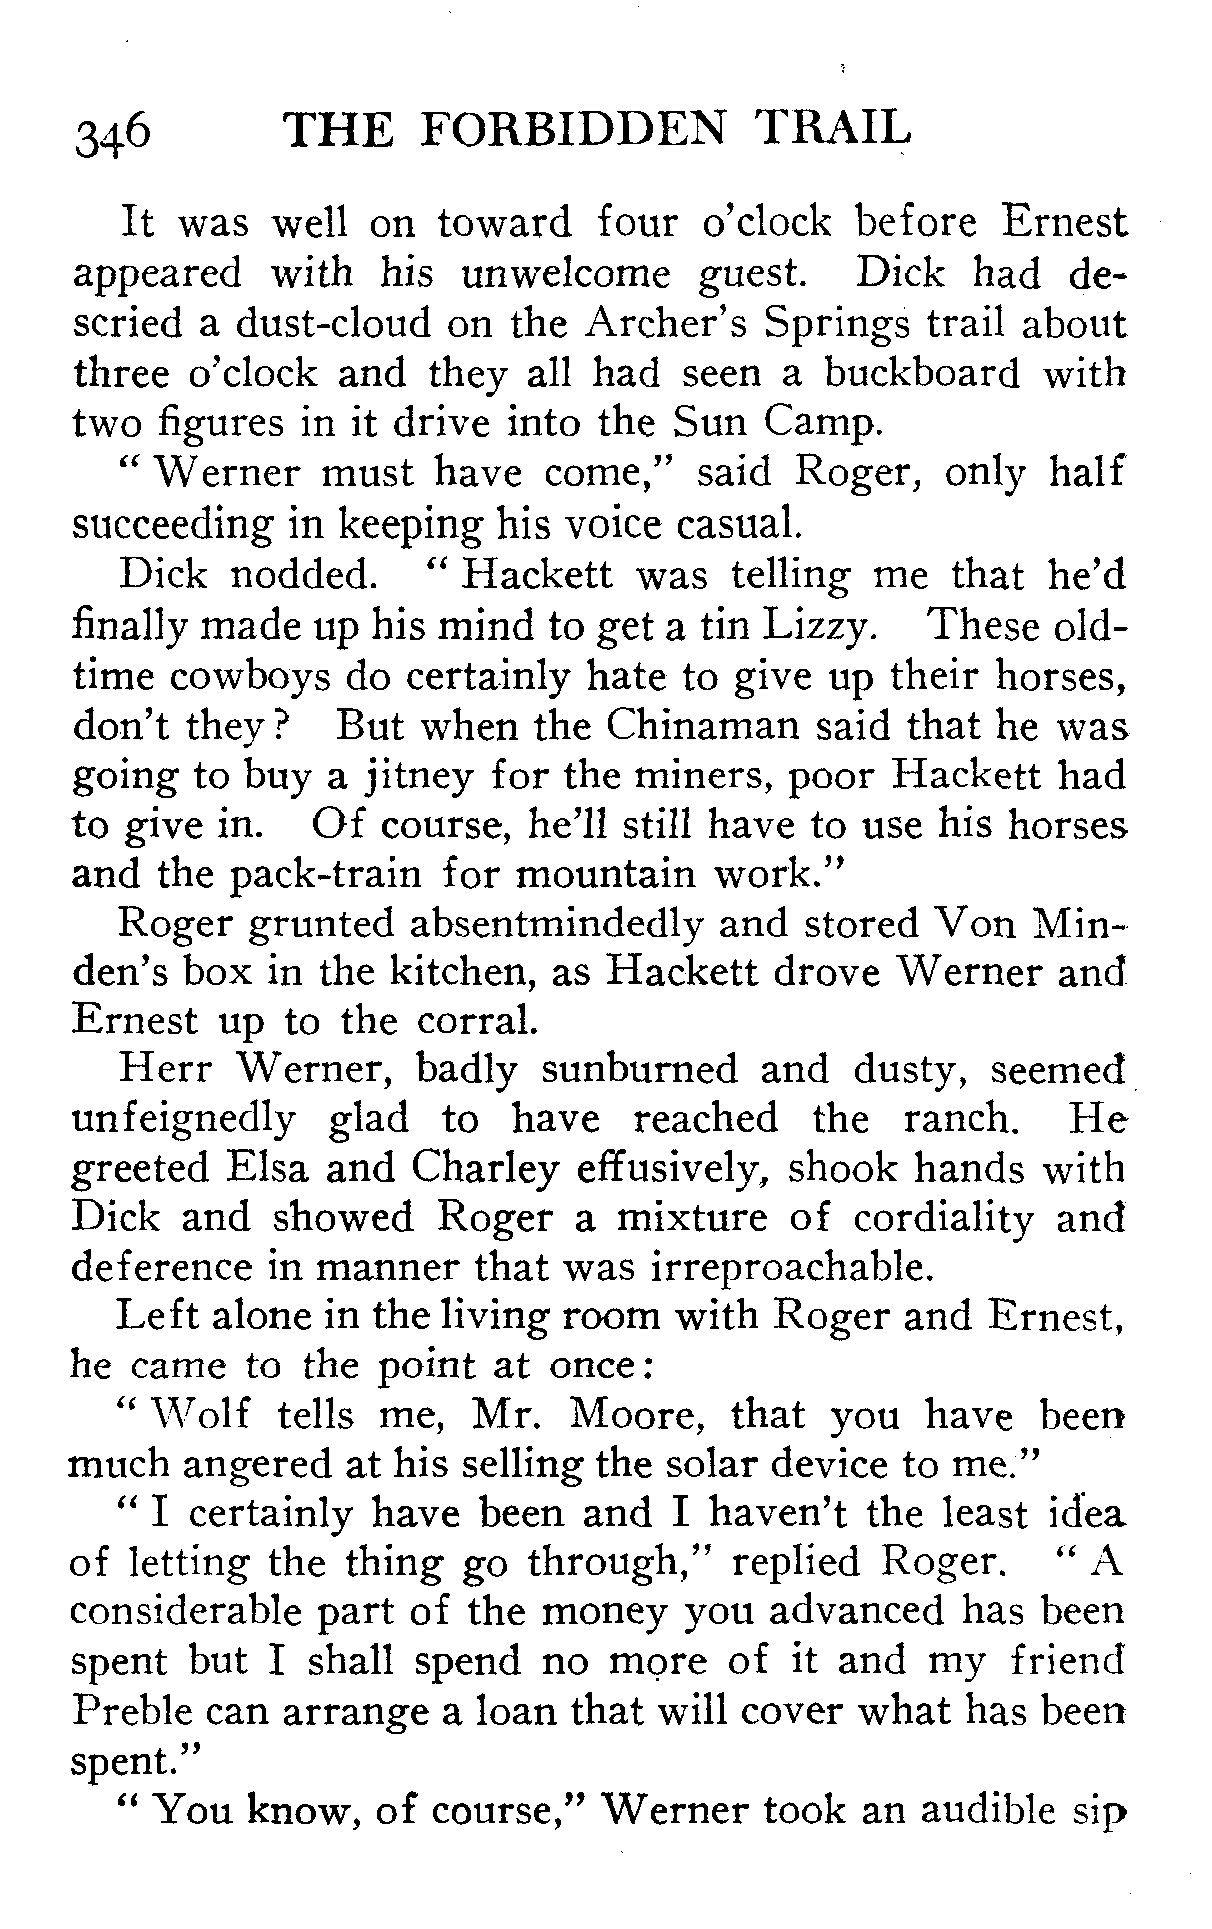 346 THE FORBIDDEN TRAIL
It was well on toward four o'clock before Ernest
appeared with his unwelcome guest. Dick had de-
scried a dust-cloud on the Archer's Springs trail about
three o'clock and they all had seen a buckboard with
two figures in it drive into the Sun Camp.
" Werner must have come," said Roger, only half
succeeding in keeping his voice casual.
Dick nodded. " Hackett was telling me that he'd
finally made up his mind to get a tin Lizzy. These old-
time cowboys do certainly hate to give up their horses,
don't they? But when the Chinaman said that he was
going to buy a jitney for the miners, poor Hackett had
to give in. Of course, he'll still have to use his horses
and the pack-train for mountain work."
Roger grunted absentmindedly and stored Von Min-
den's box in the kitchen, as Hackett drove Werner and
Ernest up to the corral.
Herr Werner, badly sunburned and dusty, seemed
unfeignedly glad to have reached the ranch. He
greeted Elsa and Charley effusively, shook hands with
Dick and showed Roger a mixture of cordiality and
deference in manner that was irreproachable.
Left alone in the living room with Roger and Ernest,
he came to the point at once:
" Wolf tells me, Mr. Moore, that you have been
much angered at his selling the solar device to me."
" I certainly have been and I haven't the least idea
of letting the thing go through," replied Roger. " A
considerable part of the money you advanced has been
spent but I shall spend no more of it and my friend
Preble can arrange a loan that will cover what has been
spent."
" You know, of course," Werner took an audible sip